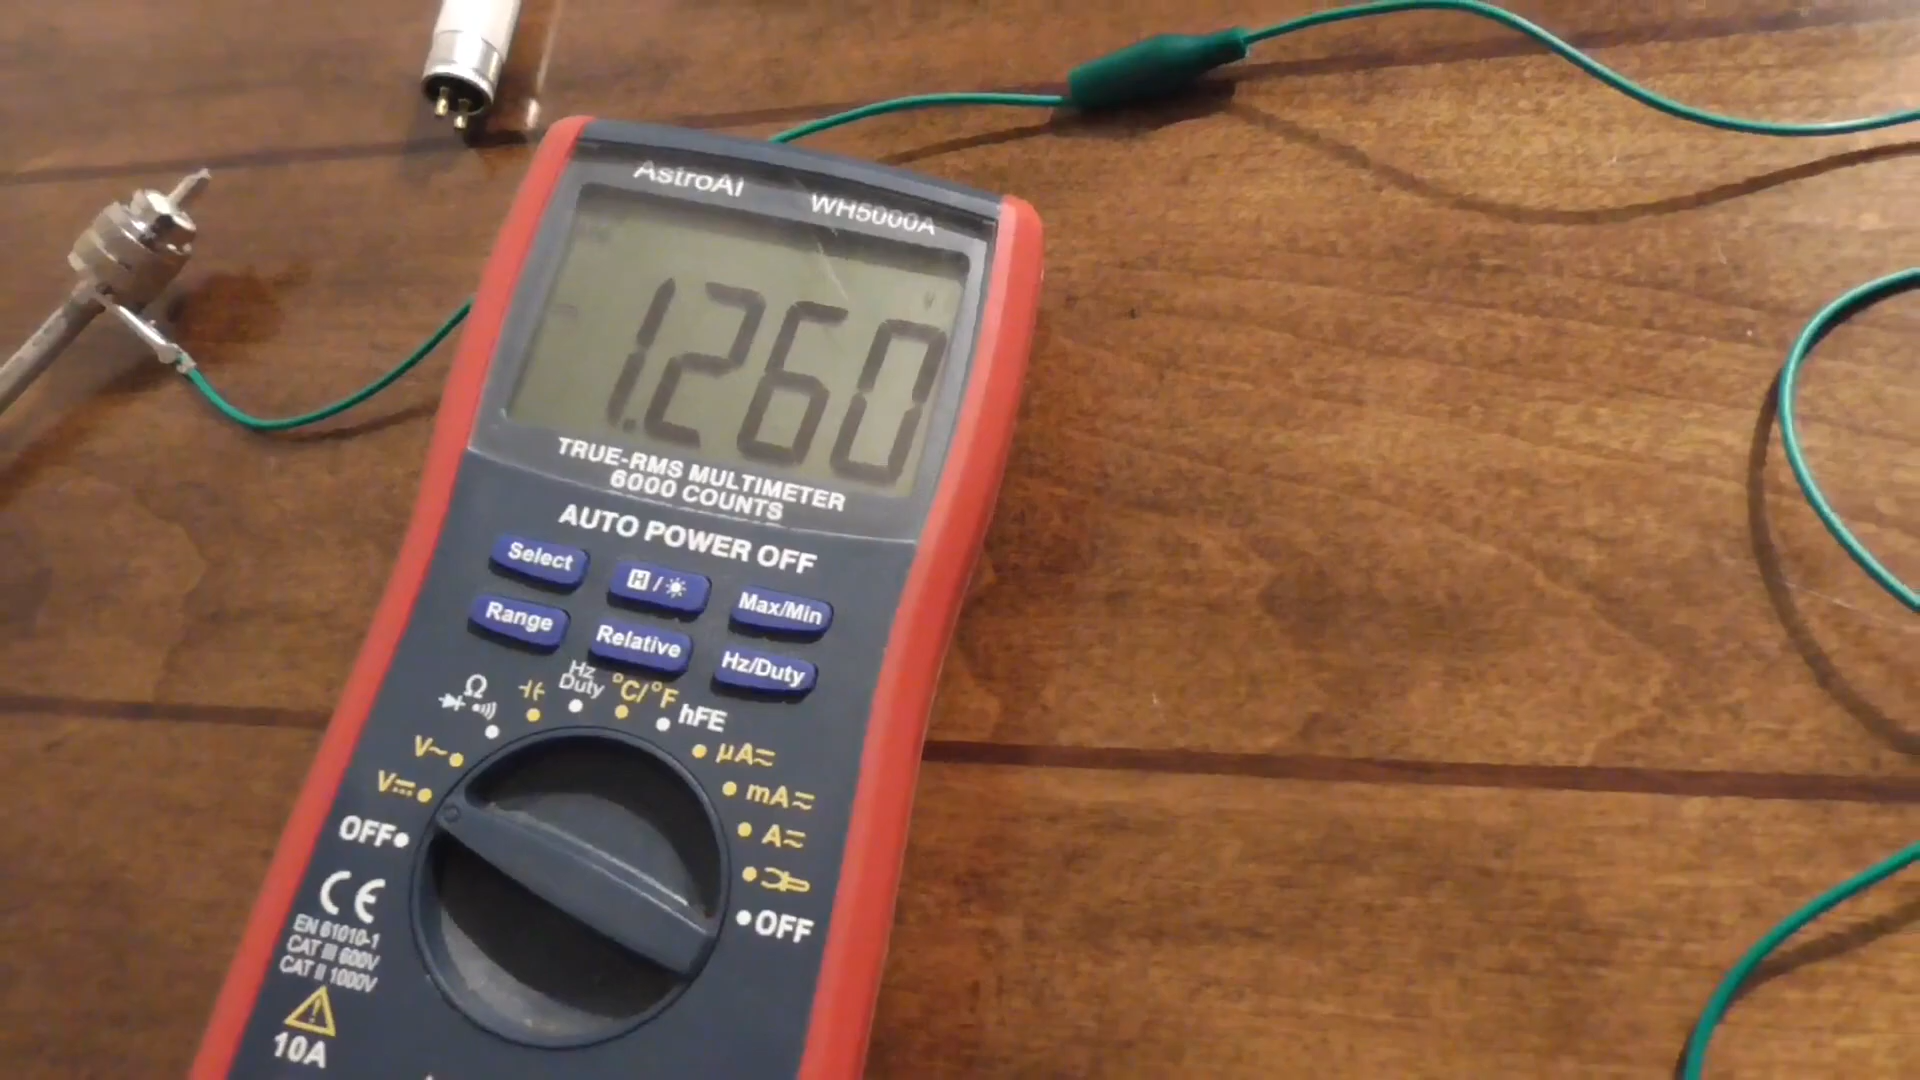 AstroAI WH5000A
V
1.260
TRUE-RMS MULTIMETER
6000 COUNTS
AUTO POWER OFF
Select H / Max/Min
Range Relative Hz/Duty
Ω
Hz
Duty
°C/°F
hFE
V~
μA
V
mA
OFF
A
OFF
CE
EN 61010-1
CAT III 600V
CAT II 1000V
10A